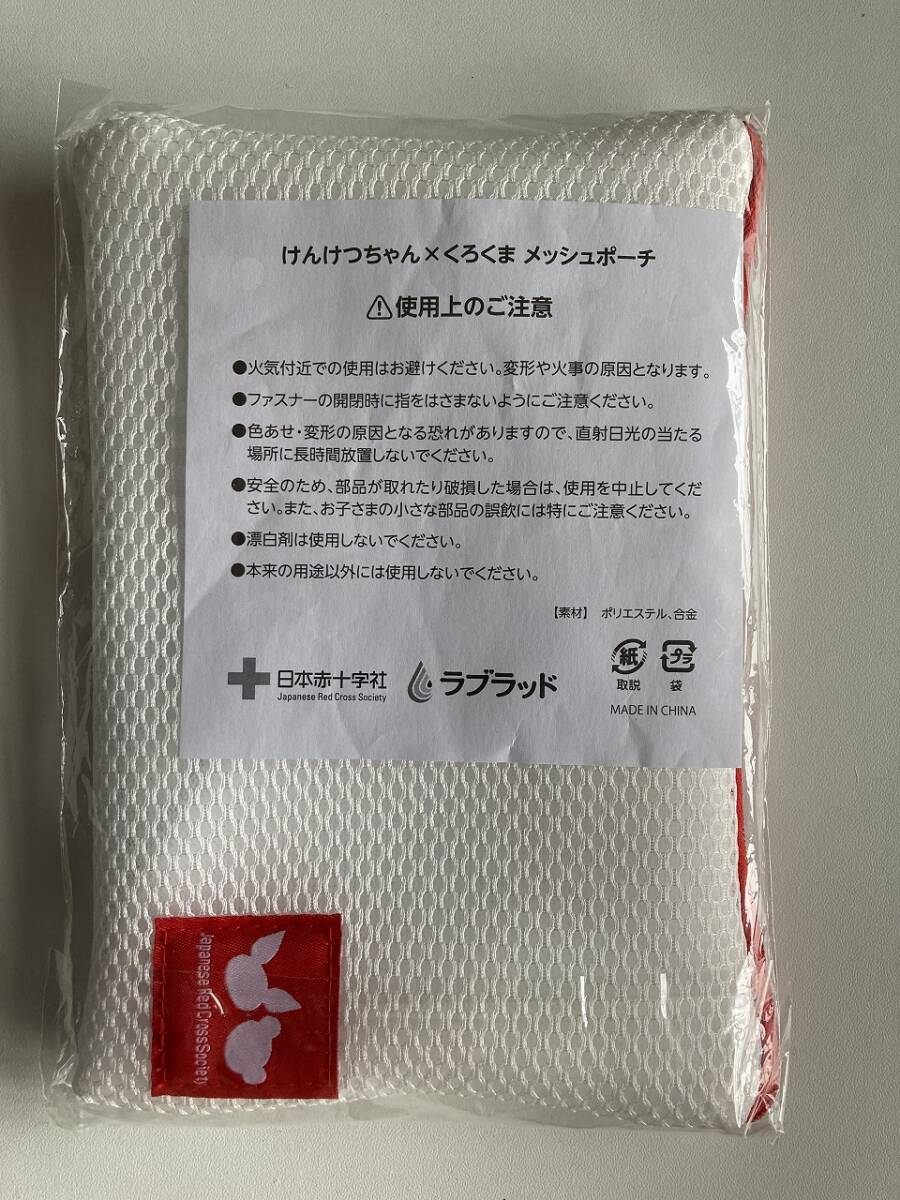 けんけつちゃん×くろくま メッシュポーチ
⚠使用上のご注意
●火気付近での使用はお避けください。変形や火事の原因となります。
●ファスナーの開閉時に指をはさまないようにご注意ください。
●色あせ・変形の原因となる恐れがありますので、直射日光の当たる
場所に長時間放置しないでください。
●安全のため、部品が取れたり破損した場合は、使用を中止してくだ
さい。また、お子さまの小さな部品の誤飲には特にご注意ください。
●漂白剤は使用しないでください。
●本来の用途以外には使用しないでください。
【素材】 ポリエステル、合金
日本赤十字社
Japanese Red Cross Society
ラブラッド
紙
取説
プラ
袋
MADE IN CHINA
Japanese Red Cross Society